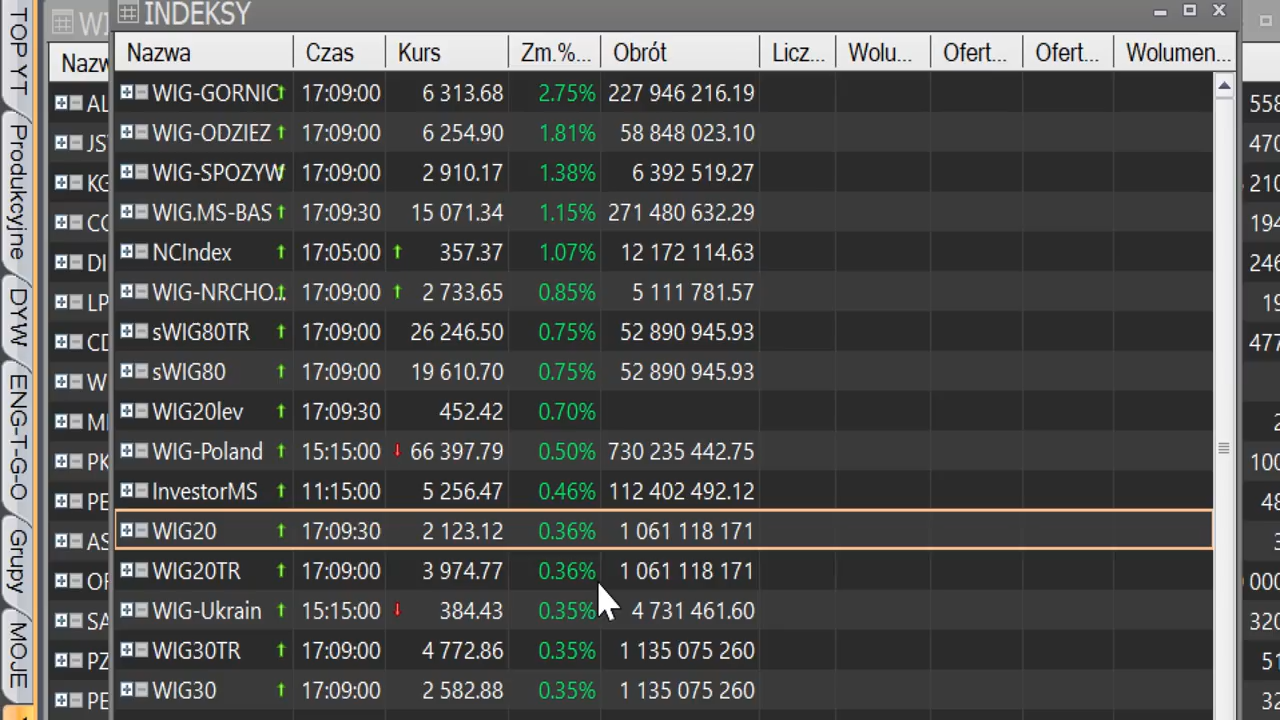 INDEKSY
Nazwa Czas Kurs Zm.%... Obrót Licz... Wolu... Ofert... Ofert... Wolumen...
WIG-GORNIC 17:09:00 6 313.68 2.75% 227 946 216.19
WIG-ODZIEZ 17:09:00 6 254.90 1.81% 58 848 023.10
WIG-SPOZYW 17:09:00 2 910.17 1.38% 6 392 519.27
WIG.MS-BAS 17:09:30 15 071.34 1.15% 271 480 632.29
NCIndex 17:05:00 357.37 1.07% 12 172 114.63
WIG-NRCHO... 17:09:00 2 733.65 0.85% 5 111 781.57
sWIG80TR 17:09:00 26 246.50 0.75% 52 890 945.93
sWIG80 17:09:00 19 610.70 0.75% 52 890 945.93
WIG20lev 17:09:30 452.42 0.70%
WIG-Poland 15:15:00 66 397.79 0.50% 730 235 442.75
InvestorMS 11:15:00 5 256.47 0.46% 112 402 492.12
WIG20 17:09:30 2 123.12 0.36% 1 061 118 171
WIG20TR 17:09:00 3 974.77 0.36% 1 061 118 171
WIG-Ukrain 15:15:00 384.43 0.35% 4 731 461.60
WIG30TR 17:09:00 4 772.86 0.35% 1 135 075 260
WIG30 17:09:00 2 582.88 0.35% 1 135 075 260
TOP YT
Produkcyjne
DYW
ENG-T-G-O
Grupy
MOJE